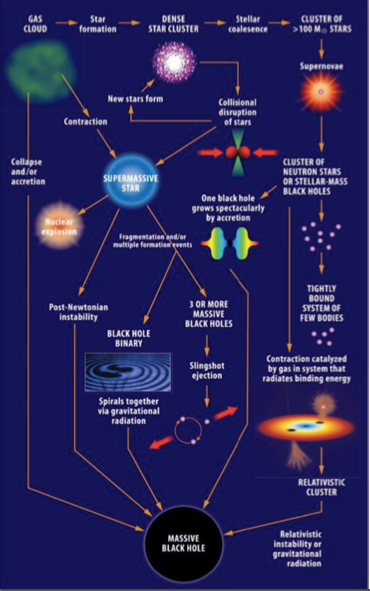 GAS
CLOUD
Star
formation
DENSE
STAR CLUSTER
Stellar
coalesence
CLUSTER OF
>100 M☉ STARS
Supernovae
New stars form
Collisional
disruption
of stars
Contraction
Collapse
and/or
accretion
SUPERMASSIVE
STAR
CLUSTER OF
NEUTRON STARS
OR STELLAR-MASS
BLACK HOLES
One black hole
grows spectacularly
by accretion
Nuclear
explosion
Fragmentation and/or
multiple formation events
TIGHTLY
BOUND
SYSTEM OF
FEW BODIES
Post-Newtonian
instability
3 OR MORE
MASSIVE
BLACK HOLES
BLACK HOLE
BINARY
Contraction catalyzed
by gas in system that
radiates binding energy
Slingshot
ejection
Spirals together
via gravitational
radiation
RELATIVISTIC
CLUSTER
MASSIVE
BLACK HOLE
Relativistic
instability or
gravitational
radiation